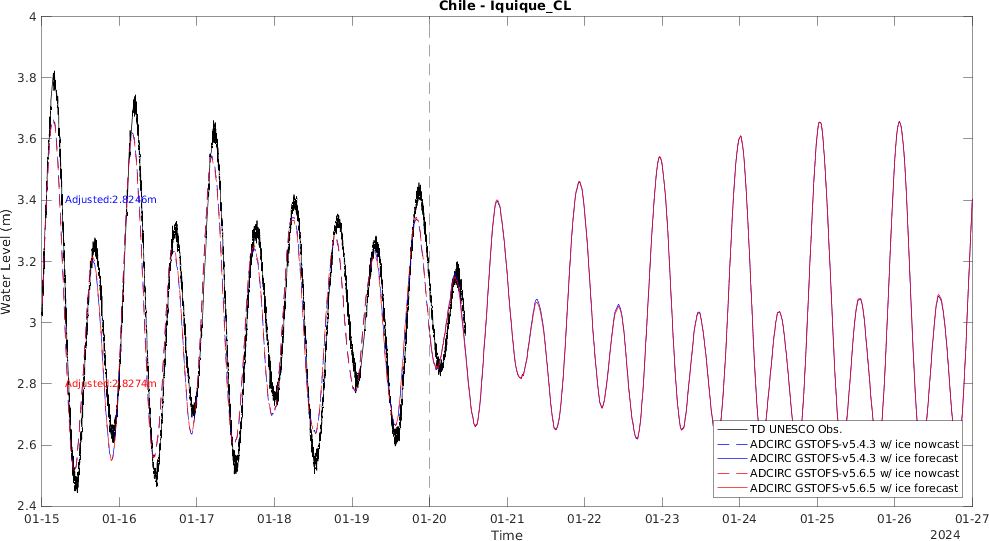 Chile - Iquique_CL
4
3.8
3.6
3.4
3.2
3
2.8
2.6
2.4
Water Level (m)
Adjusted:2.8246m
Adjusted:2.8274m
TD UNESCO Obs.
ADCIRC GSTOFS-v5.4.3 w/ ice nowcast
ADCIRC GSTOFS-v5.4.3 w/ ice forecast
ADCIRC GSTOFS-v5.6.5 w/ ice nowcast
ADCIRC GSTOFS-v5.6.5 w/ ice forecast
01-15 01-16 01-17 01-18 01-19 01-20 01-21 01-22 01-23 01-24 01-25 01-26 01-27
Time
2024